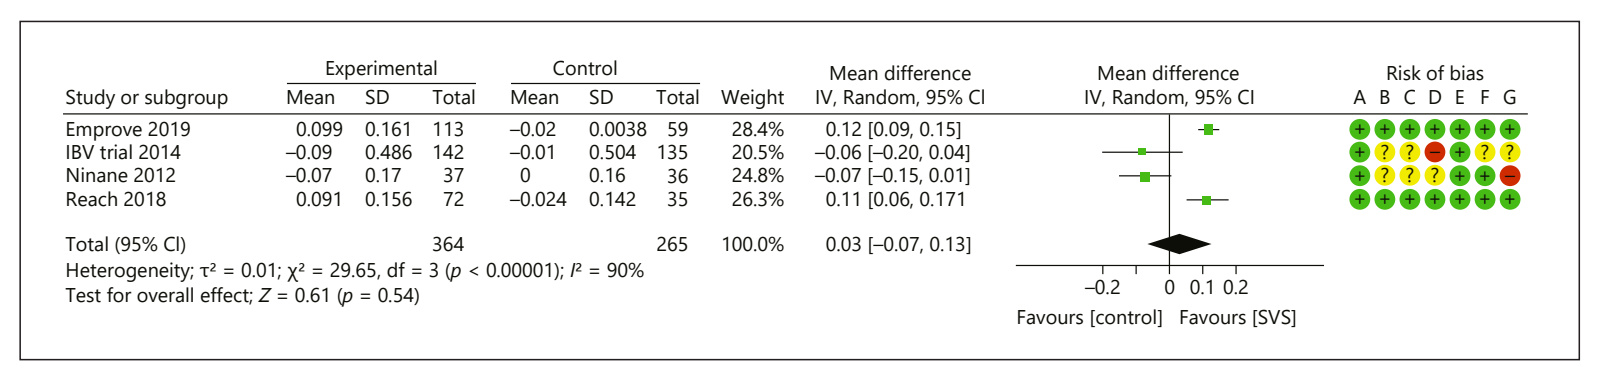 Experimental Control Mean difference Mean difference Risk of bias
Study or subgroup Mean SD Total Mean SD Total Weight IV, Random, 95% CI IV, Random, 95% CI A B C D E F G
Emprove 2019 0.099 0.161 113 –0.02 0.0038 59 28.4% 0.12 [0.09, 0.15] + + + + + + +
IBV trial 2014 –0.09 0.486 142 –0.01 0.504 135 20.5% –0.06 [–0.20, 0.04] + ? ? – + ? ?
Ninane 2012 –0.07 0.17 37 0 0.16 36 24.8% –0.07 [–0.15, 0.01] + ? ? ? + + –
Reach 2018 0.091 0.156 72 –0.024 0.142 35 26.3% 0.11 [0.06, 0.171 + + + + + + +
Total (95% CI) 364 265 100.0% 0.03 [–0.07, 0.13]
Heterogeneity; τ² = 0.01; χ² = 29.65, df = 3 (p < 0.00001); I² = 90%
Test for overall effect; Z = 0.61 (p = 0.54)
–0.2 0 0.1 0.2
Favours [control] Favours [SVS]